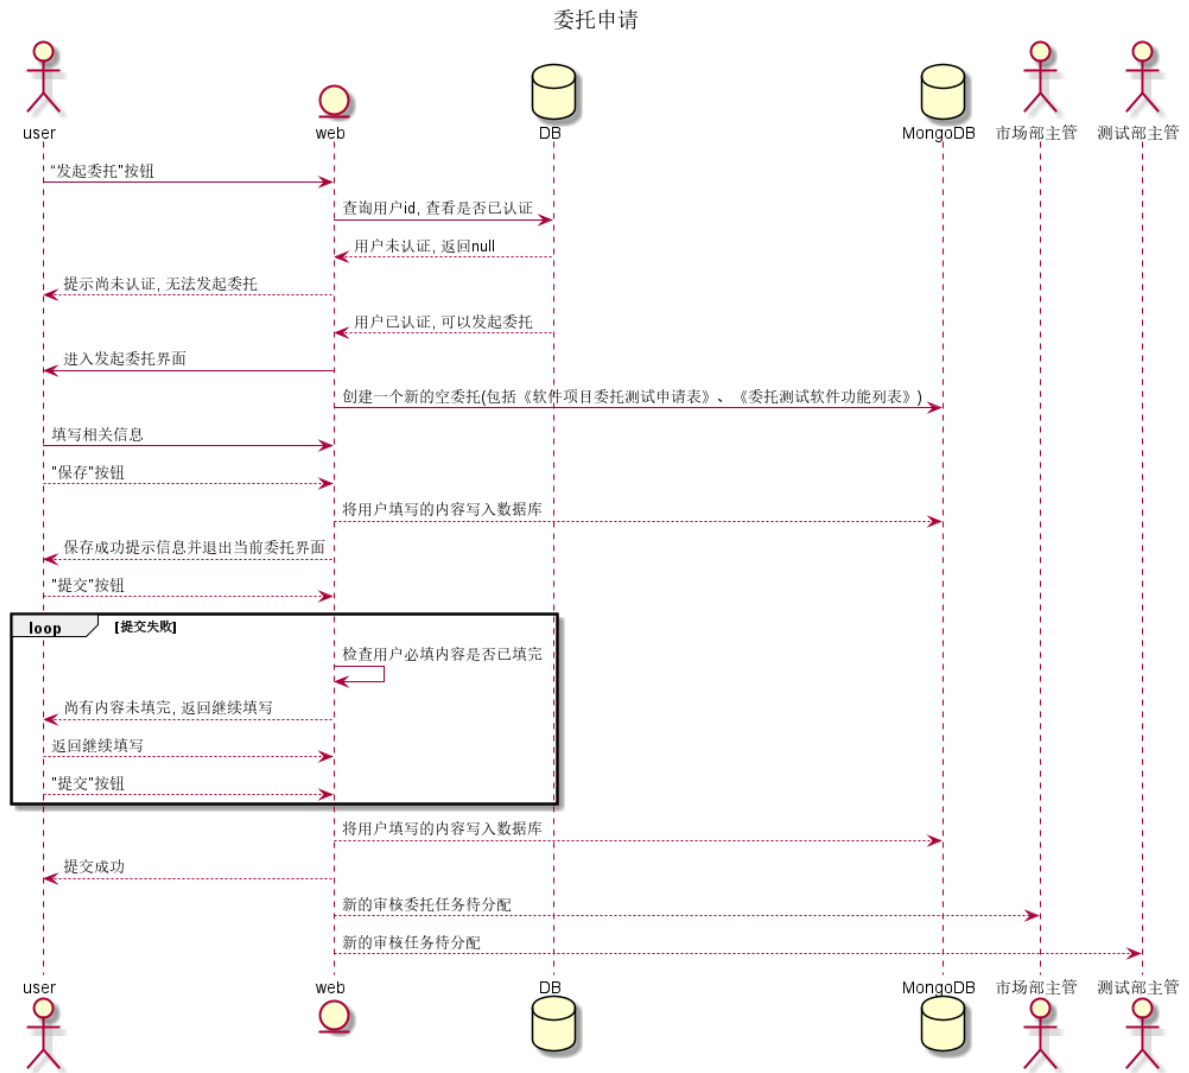 委托申请
user
web
DB
MongoDB
市场部主管
测试部主管
"发起委托"按钮
查询用户id, 查看是否已认证
用户未认证, 返回null
提示尚未认证, 无法发起委托
用户已认证, 可以发起委托
进入发起委托界面
创建一个新的空委托(包括《软件项目委托测试申请表》、《委托测试软件功能列表》)
填写相关信息
"保存"按钮
将用户填写的内容写入数据库
保存成功提示信息并退出当前委托界面
"提交"按钮
loop
[提交失败]
检查用户必填内容是否已填完
尚有内容未填完, 返回继续填写
返回继续填写
"提交"按钮
将用户填写的内容写入数据库
提交成功
新的审核委托任务待分配
新的审核任务待分配
user
web
DB
MongoDB
市场部主管
测试部主管